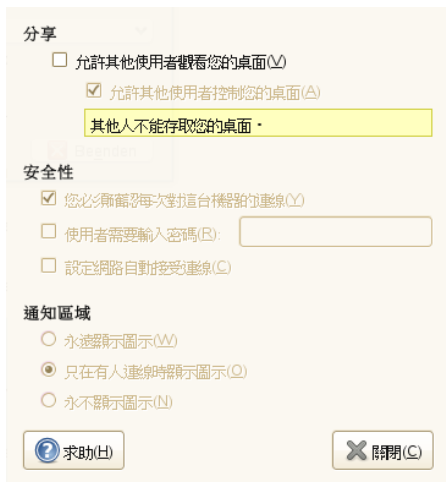 分享
允許其他使用者觀看您的桌面(V)
允許其他使用者控制您的桌面(A)
其他人不能存取您的桌面。
Beenden
安全性
您必須確認每次對這台機器的連線(Y)
使用者需要輸入密碼(R):
設定網路自動接受連線(C)
通知區域
永遠顯示圖示(W)
只在有人連線時顯示圖示(O)
永不顯示圖示(N)
求助(H)
關閉(C)